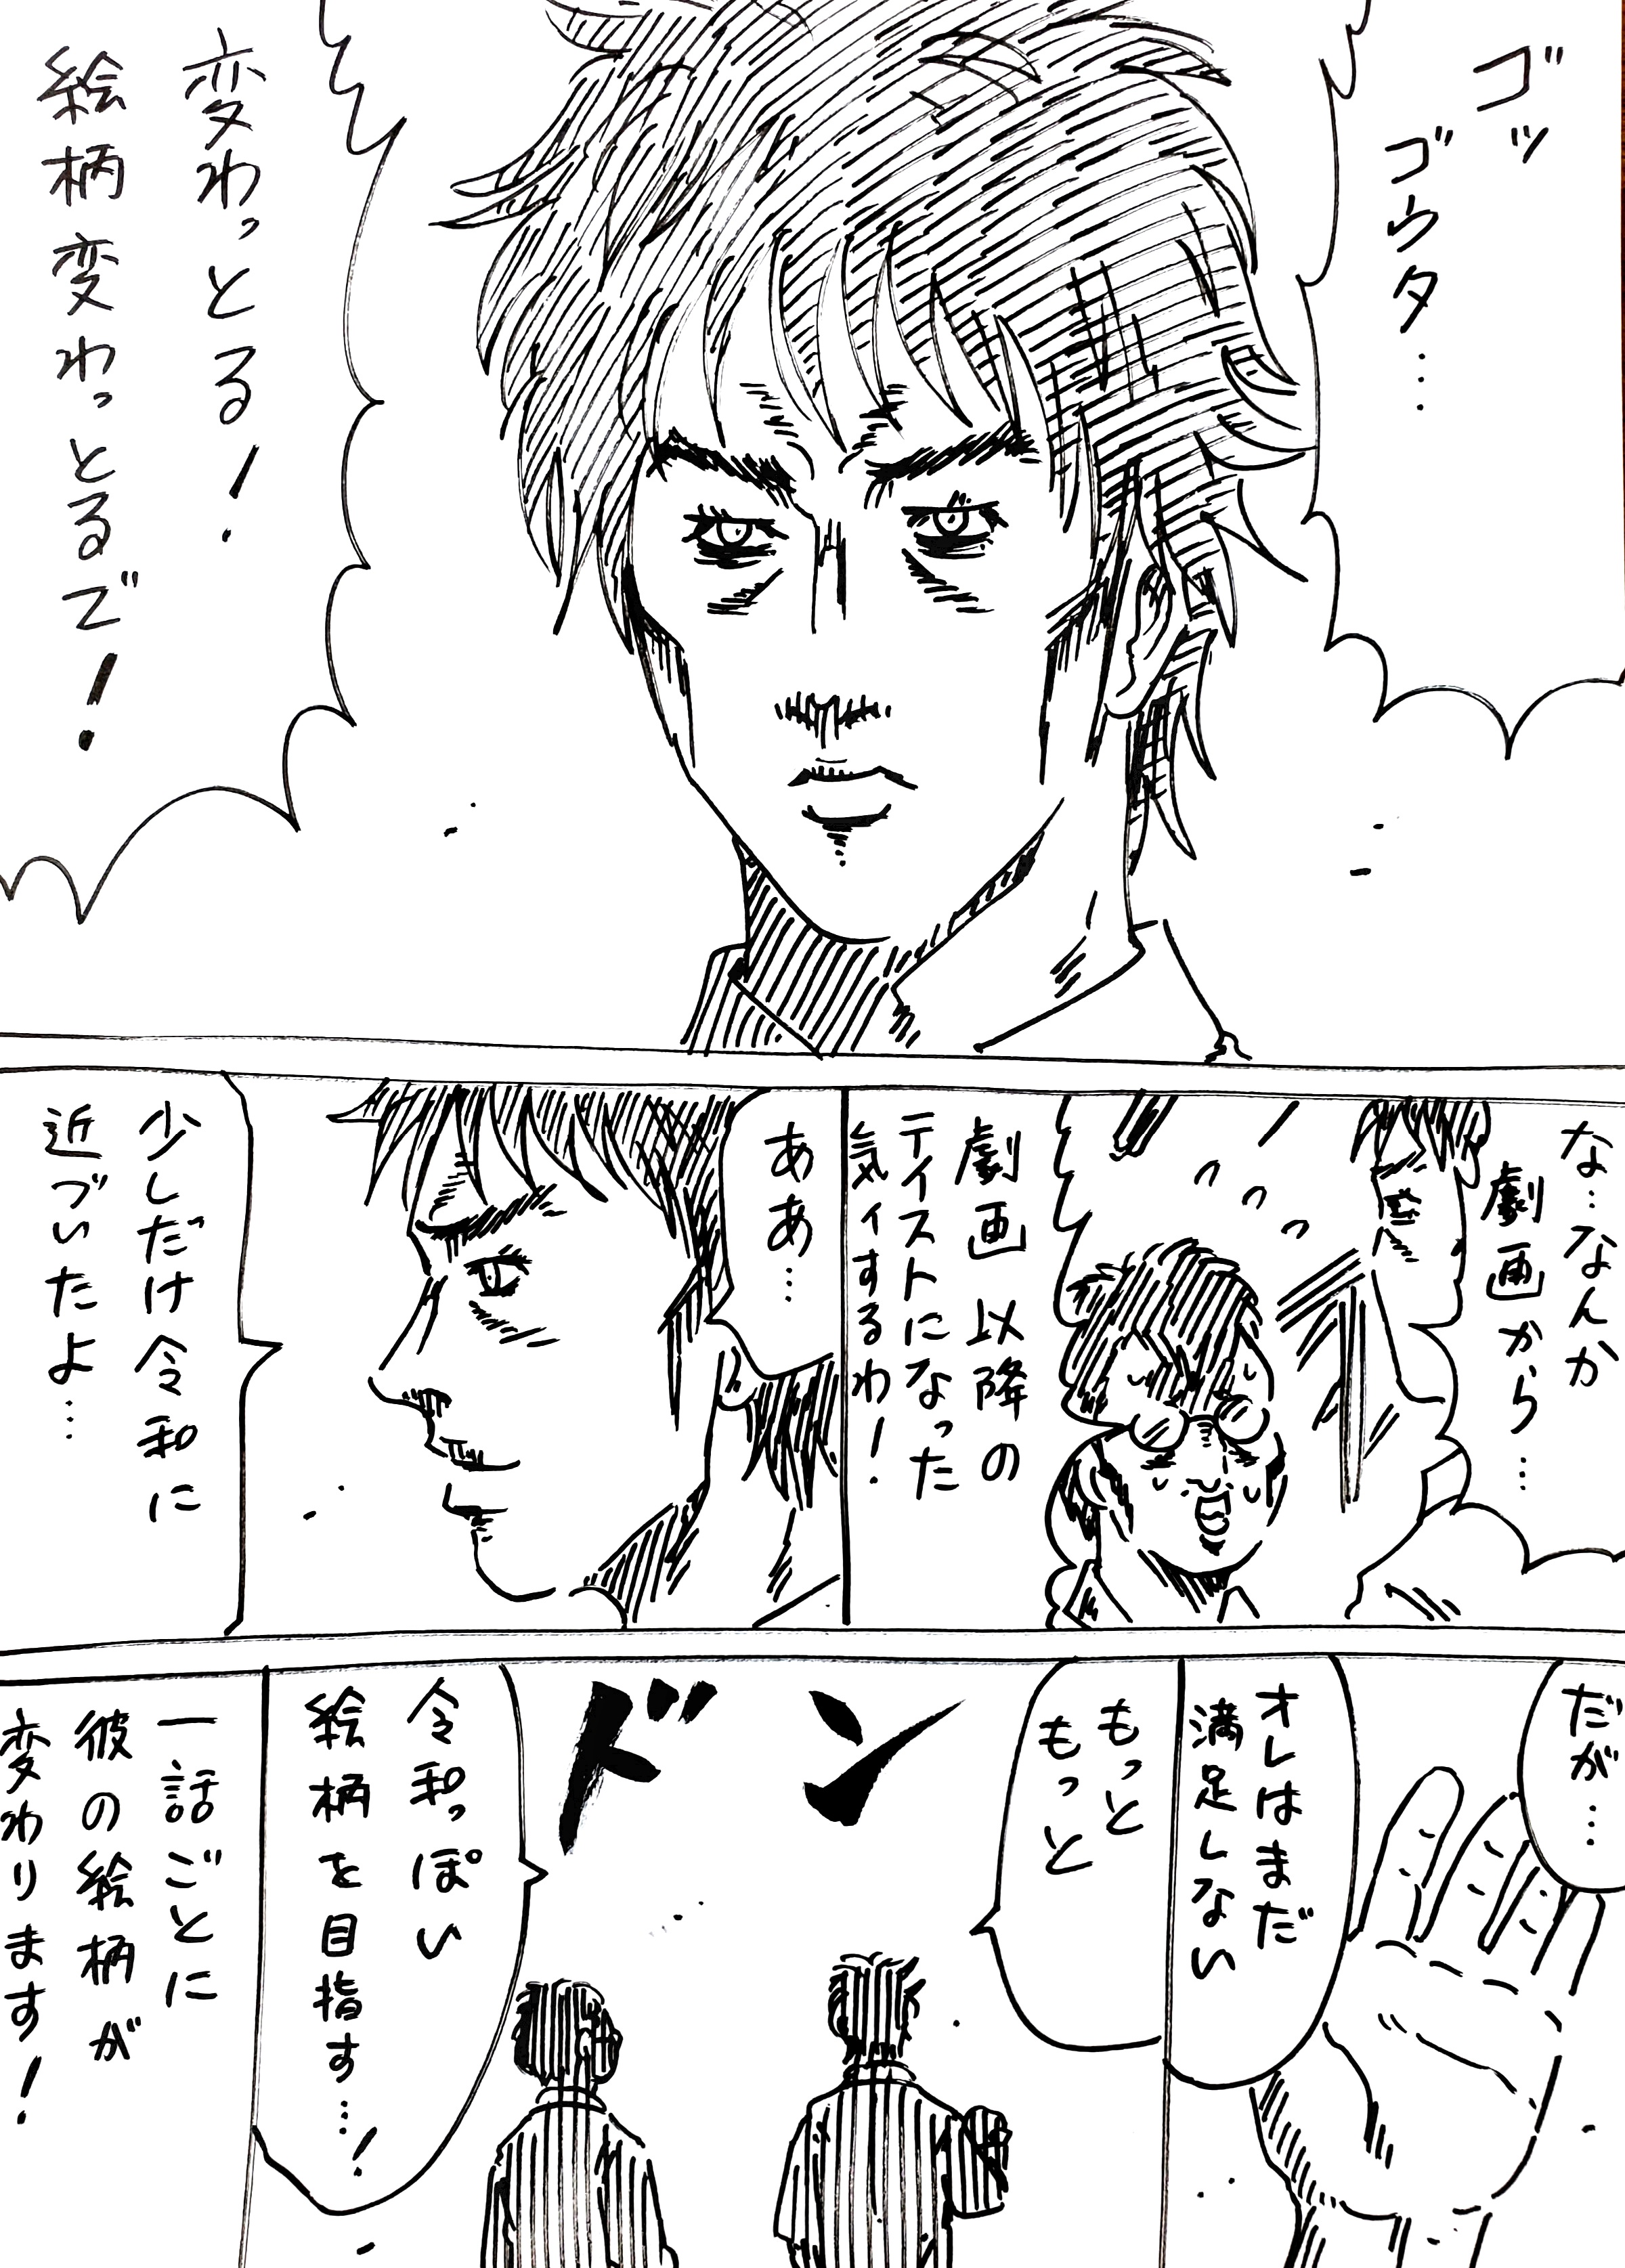 ゴッ
ゴウタ…
変わっとる!
絵柄変わっとるで!
な…なんか
劇画から…
劇画以降の
テイストになった
気ィするわ!
ああ…
少しだけ令和に
近づいたよ…
だが…
オレはまだ
満足しない
もっと
もっと
ドン
令和っぽい
絵柄を目指す…!
一話ごとに
彼の絵柄が
変わります!